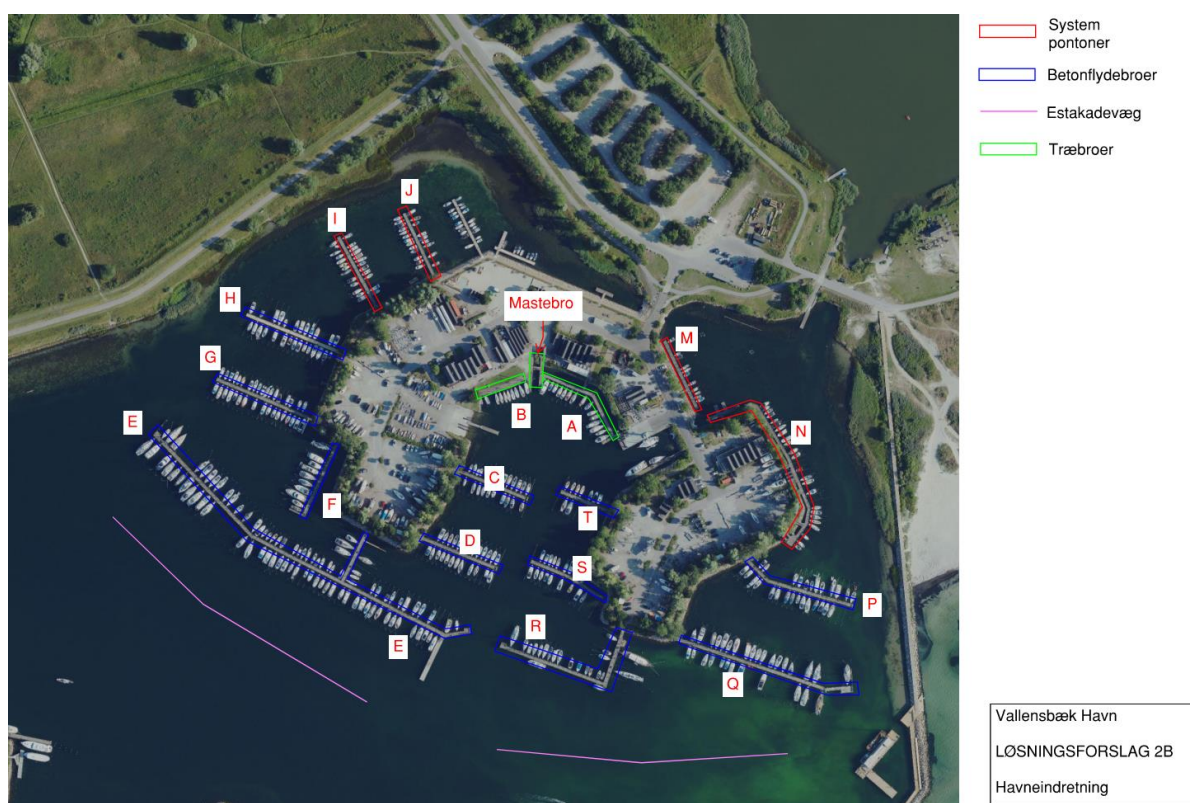 System
pontoner
Betonflydebroer
Estakadevæg
Træbroer
J
I
H
Mastebro
G
M
B
A
N
E
C
F
T
D
S
P
E
R
Q
Vallensbæk Havn
LØSNINGSFORSLAG 2B
Havneindretning